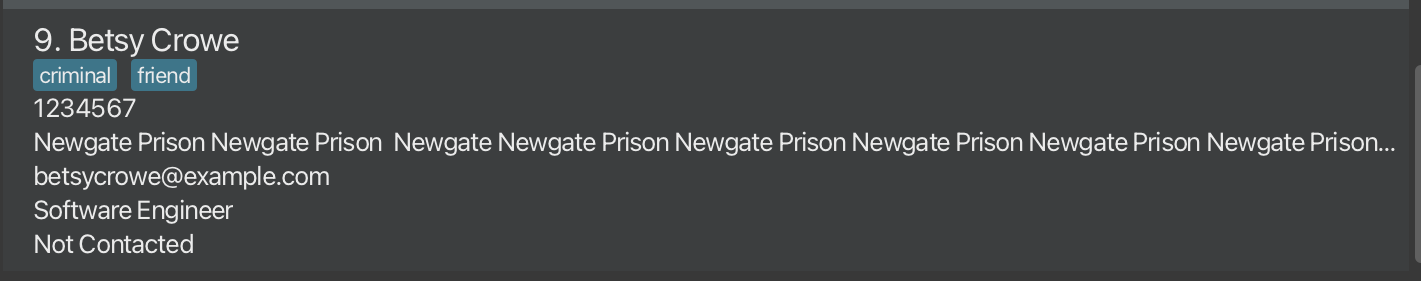 9. Betsy Crowe
criminal friend
1234567
Newgate Prison Newgate Prison  Newgate Newgate Prison Newgate Prison Newgate Prison Newgate Prison Newgate Prison...
betsycrowe@example.com
Software Engineer
Not Contacted